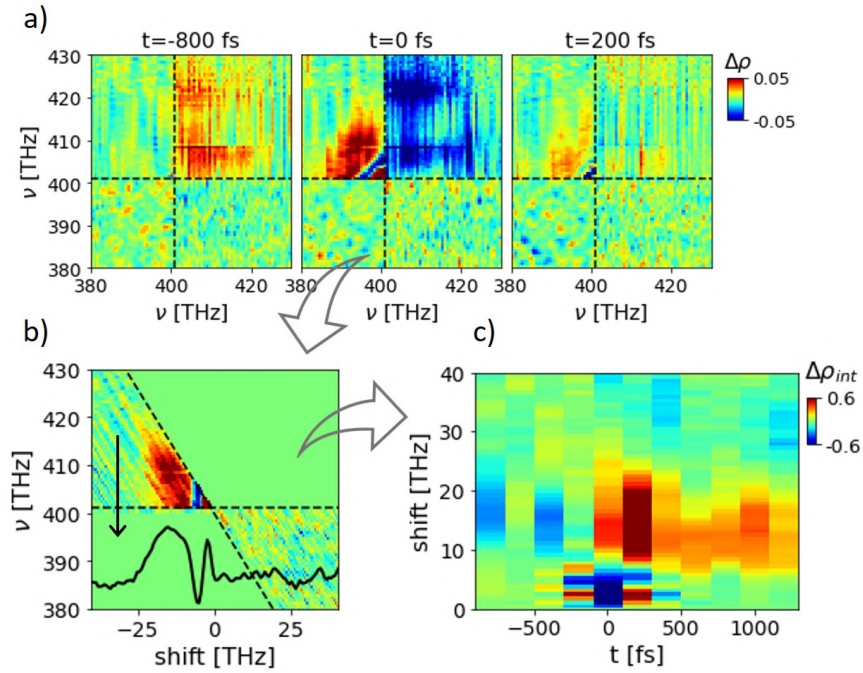 a)
t=-800 fs
t=0 fs
t=200 fs
430
420
410
400
390
380
ν [THz]
380
400
420
380
400
420
380
400
420
ν [THz]
ν [THz]
ν [THz]
Δρ
0.05
-0.05
b)
430
420
410
400
390
380
ν [THz]
−25
0
25
shift [THz]
c)
40
30
20
10
0
shift [THz]
−500
0
500
1000
t [fs]
Δρint
0.6
-0.6